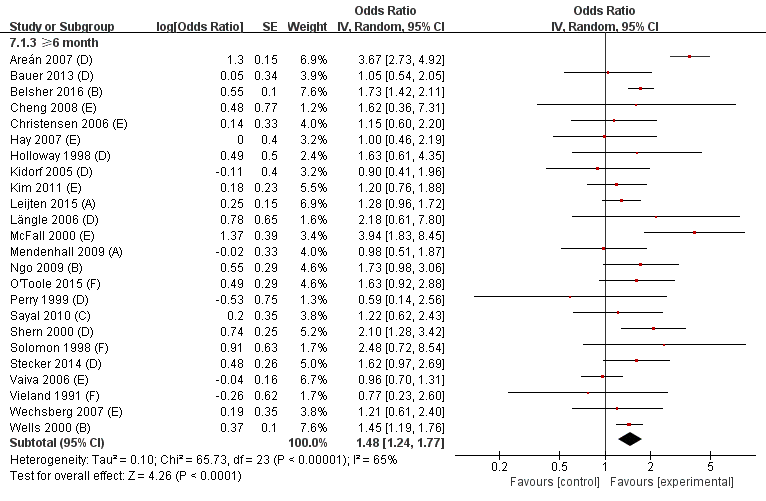 Odds Ratio Odds Ratio
Study or Subgroup log[Odds Ratio] SE Weight IV, Random, 95% CI IV, Random, 95% CI
7.1.3 ⩾6 month
Areán 2007 (D) 1.3 0.15 6.9% 3.67 [2.73, 4.92]
Bauer 2013 (D) 0.05 0.34 3.9% 1.05 [0.54, 2.05]
Belsher 2016 (B) 0.55 0.1 7.6% 1.73 [1.42, 2.11]
Cheng 2008 (E) 0.48 0.77 1.3% 1.62 [0.36, 7.31]
Christensen 2006 (E) 0.14 0.33 4.0% 1.15 [0.60, 2.20]
Hay 2007 (E) 0 0.4 3.2% 1.00 [0.46, 2.19]
Holloway 1998 (D) 0.49 0.5 2.4% 1.63 [0.61, 4.35]
Kidorf 2005 (D) -0.11 0.4 3.2% 0.90 [0.41, 1.96]
Kim 2011 (E) 0.18 0.23 5.5% 1.20 [0.76, 1.88]
Leijten 2015 (A) 0.25 0.15 6.9% 1.28 [0.96, 1.72]
Längle 2006 (D) 0.78 0.65 1.6% 2.18 [0.61, 7.80]
McFall 2000 (E) 1.37 0.39 3.4% 3.94 [1.83, 8.45]
Mendenhall 2009 (A) -0.02 0.33 4.0% 0.98 [0.51, 1.87]
Ngo 2009 (B) 0.55 0.29 4.6% 1.73 [0.98, 3.06]
O'Toole 2015 (F) 0.49 0.29 4.6% 1.63 [0.92, 2.88]
Perry 1999 (D) -0.53 0.75 1.3% 0.59 [0.14, 2.56]
Sayal 2010 (C) 0.2 0.35 3.8% 1.22 [0.62, 2.43]
Shern 2000 (D) 0.74 0.25 5.2% 2.10 [1.28, 3.42]
Solomon 1998 (F) 0.91 0.63 1.7% 2.48 [0.72, 8.54]
Stecker 2014 (D) 0.48 0.26 5.0% 1.62 [0.97, 2.69]
Vaiva 2006 (E) -0.04 0.16 6.7% 0.96 [0.70, 1.31]
Vieland 1991 (F) -0.26 0.62 1.7% 0.77 [0.23, 2.60]
Wechsberg 2007 (E) 0.19 0.35 3.8% 1.21 [0.61, 2.40]
Wells 2000 (B) 0.37 0.1 7.6% 1.45 [1.19, 1.76]
Subtotal (95% CI) 100.0% 1.48 [1.24, 1.77]
Heterogeneity: Tau² = 0.10; Chi² = 65.73, df = 23 (P < 0.00001); I² = 65%
Test for overall effect: Z = 4.26 (P < 0.0001)
0.2 0.5 1 2 5
Favours [control] Favours [experimental]